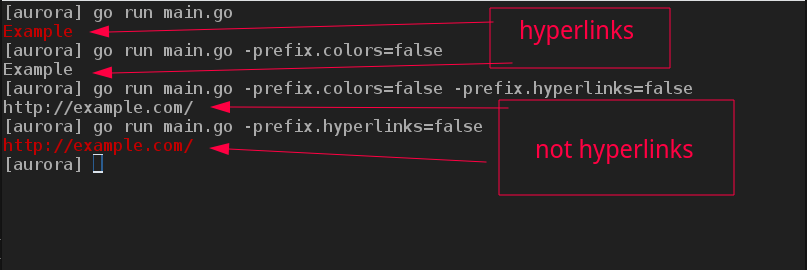 [aurora] go run main.go
Example
hyperlinks
[aurora] go run main.go -prefix.colors=false
Example
[aurora] go run main.go -prefix.colors=false -prefix.hyperlinks=false
http://example.com/
[aurora] go run main.go -prefix.hyperlinks=false
http://example.com/
not hyperlinks
[aurora]